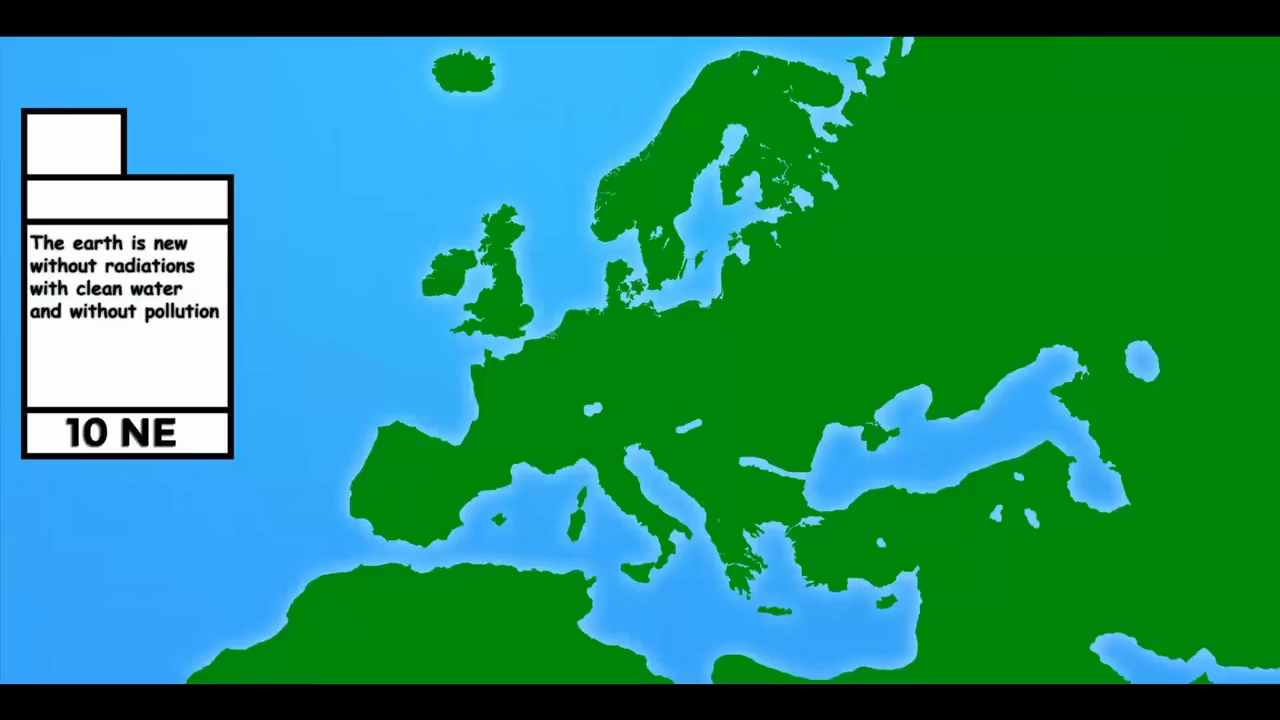 The earth is new
without radiations
with clean water
and without pollution
10 NE